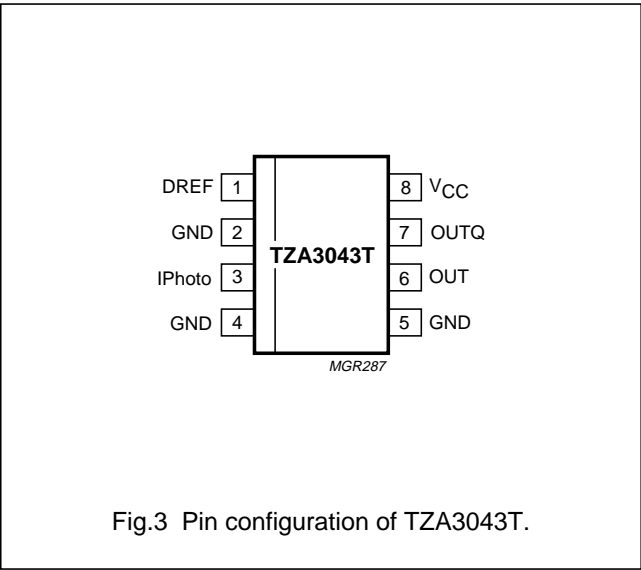 DREF 1 8 VCC
GND 2 7 OUTQ
TZA3043T
IPhoto 3 6 OUT
GND 4 5 GND
MGR287
Fig.3 Pin configuration of TZA3043T.